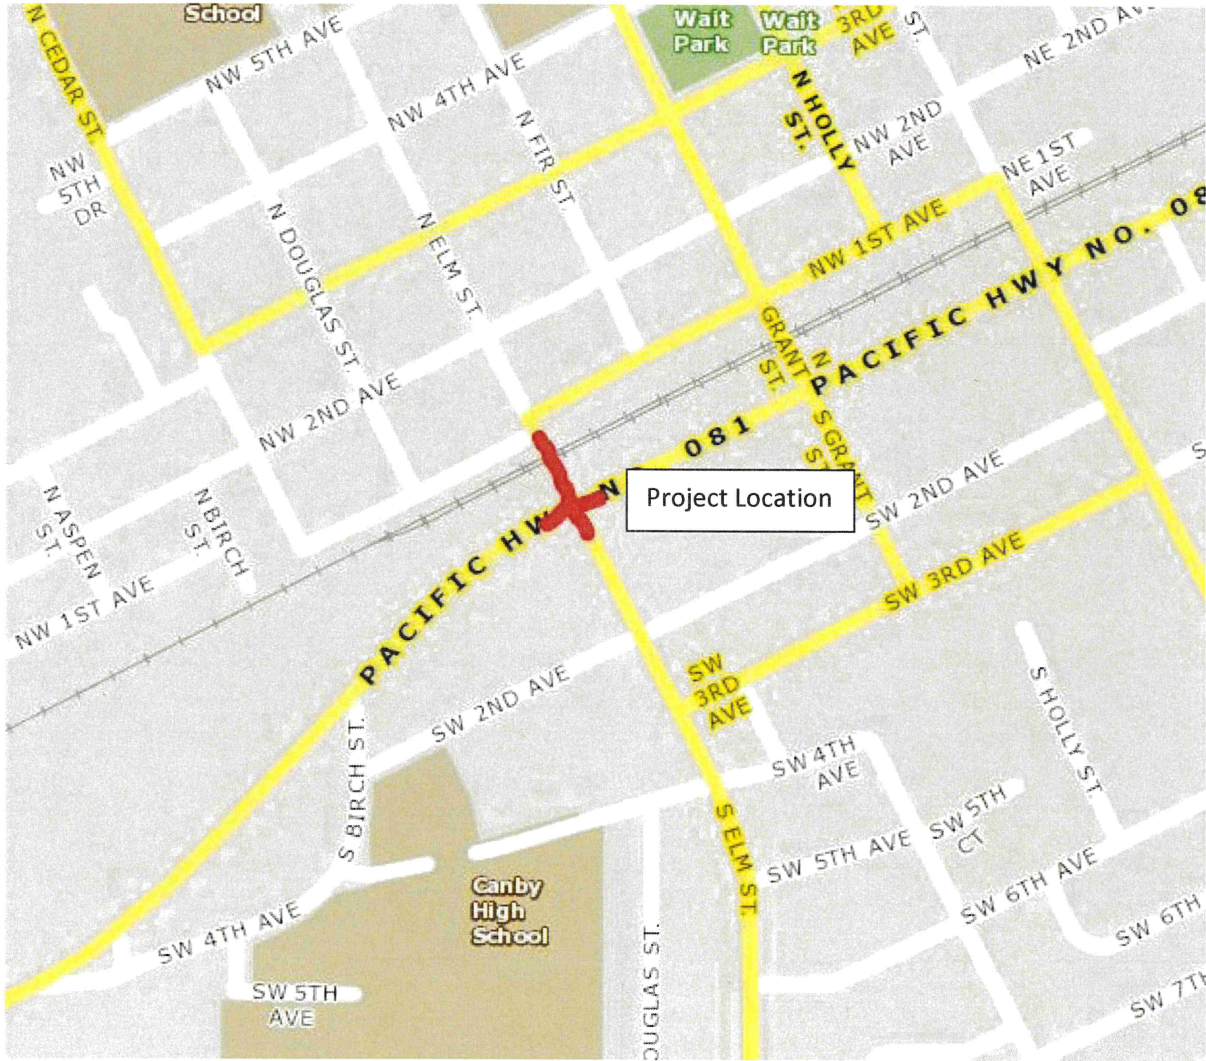 School
Wait
Park
Wait
Park
3RD
AVE
ST.
NE 2ND AV
N CEDAR ST.
NW 5TH AVE
NW 4TH AVE
N HOLLY
ST.
NW 2ND
AVE
NE 1ST
AVE
NW
5TH
DR
N FIR ST.
N DOUGLAS ST.
N ELM ST.
NW 1ST AVE
PACIFIC HWY NO. 08
GRANT
ST.
N
S GRANT
ST.
NW 2ND AVE
081
N
Project Location
PACIFIC HW
SW 2ND AVE
S
N ASPEN
ST.
N BIRCH
ST.
NW 1ST AVE
SW 3RD AVE
SW
3RD
AVE
SW 2ND AVE
S HOLLY ST.
S BIRCH ST.
SW 4TH
AVE
S ELM ST.
SW 5TH AVE
SW 5TH
CT
SW 6TH AVE
SW 6TH
Canby
High
School
SW 4TH AVE
OUGLAS ST.
SW 5TH
AVE
SW 7TH